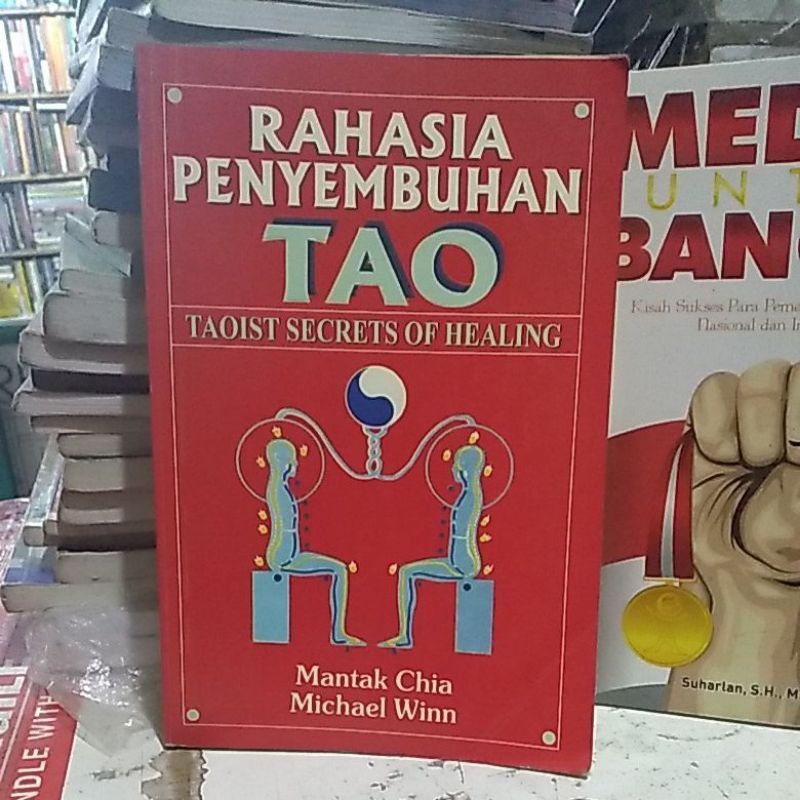 RAHASIA
PENYEMBUHAN
TAO
TAOIST SECRETS OF HEALING
Mantak Chia
Michael Winn
MED
UNT
BANG
Kisah Sukses Para Peme
Nasional dan In
Suharlan, S.H., M
NDLE WITH